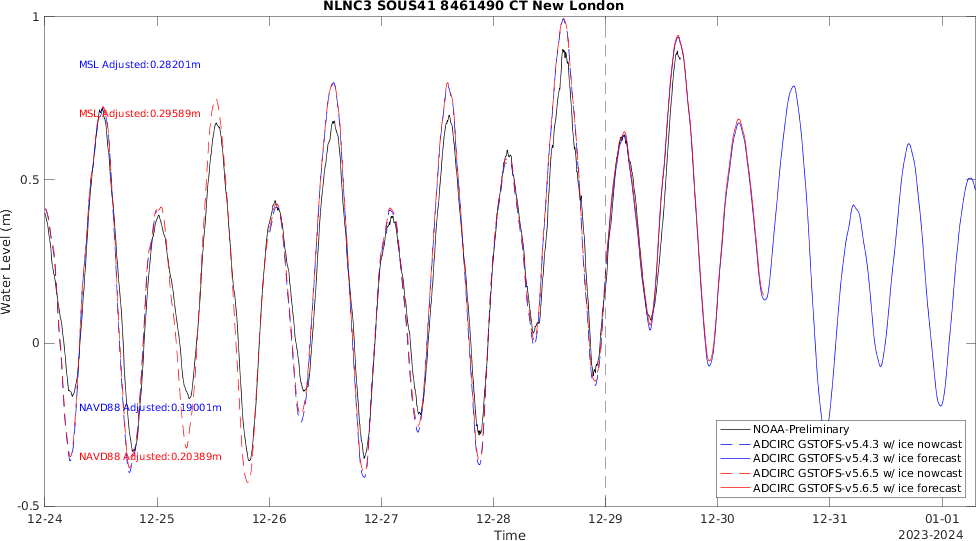 NLNC3 SOUS41 8461490 CT New London
1
0.5
0
-0.5
Water Level (m)
MSL Adjusted:0.28201m
MSL Adjusted:0.29589m
NAVD88 Adjusted:0.19001m
NAVD88 Adjusted:0.20389m
NOAA-Preliminary
ADCIRC GSTOFS-v5.4.3 w/ ice nowcast
ADCIRC GSTOFS-v5.4.3 w/ ice forecast
ADCIRC GSTOFS-v5.6.5 w/ ice nowcast
ADCIRC GSTOFS-v5.6.5 w/ ice forecast
12-24 12-25 12-26 12-27 12-28 12-29 12-30 12-31 01-01
Time
2023-2024